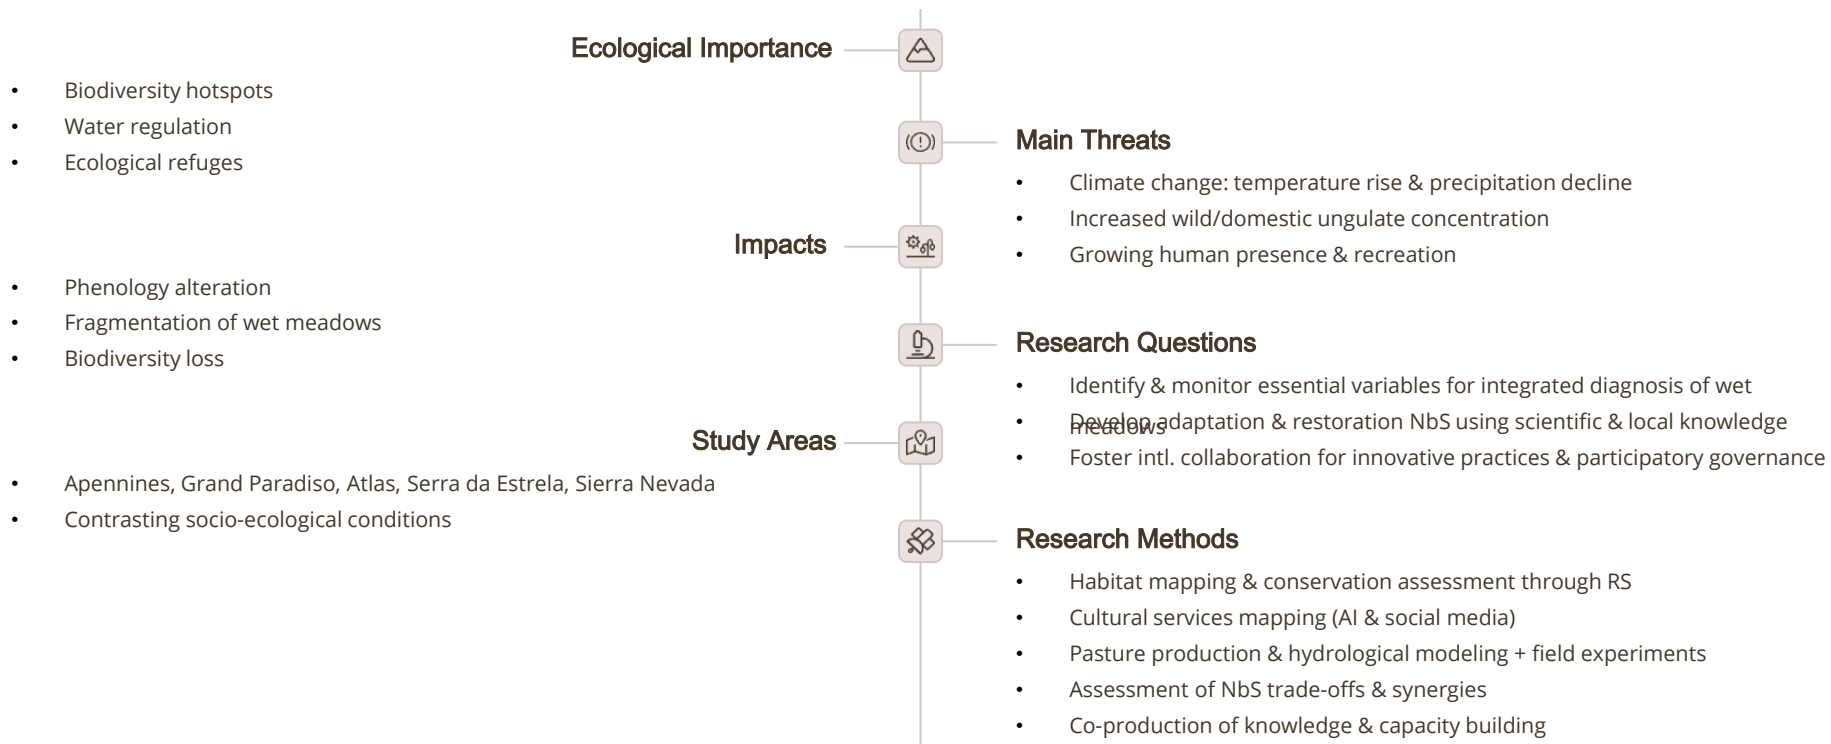 Ecological Importance
• Biodiversity hotspots
• Water regulation
• Ecological refuges
Main Threats
• Climate change: temperature rise & precipitation decline
• Increased wild/domestic ungulate concentration
• Growing human presence & recreation
Impacts
• Phenology alteration
• Fragmentation of wet meadows
• Biodiversity loss
Research Questions
• Identify & monitor essential variables for integrated diagnosis of wet
meadows
• Develop adaptation & restoration NbS using scientific & local knowledge
• Foster intl. collaboration for innovative practices & participatory governance
Study Areas
• Apennines, Grand Paradiso, Atlas, Serra da Estrela, Sierra Nevada
• Contrasting socio-ecological conditions
Research Methods
• Habitat mapping & conservation assessment through RS
• Cultural services mapping (AI & social media)
• Pasture production & hydrological modeling + field experiments
• Assessment of NbS trade-offs & synergies
• Co-production of knowledge & capacity building